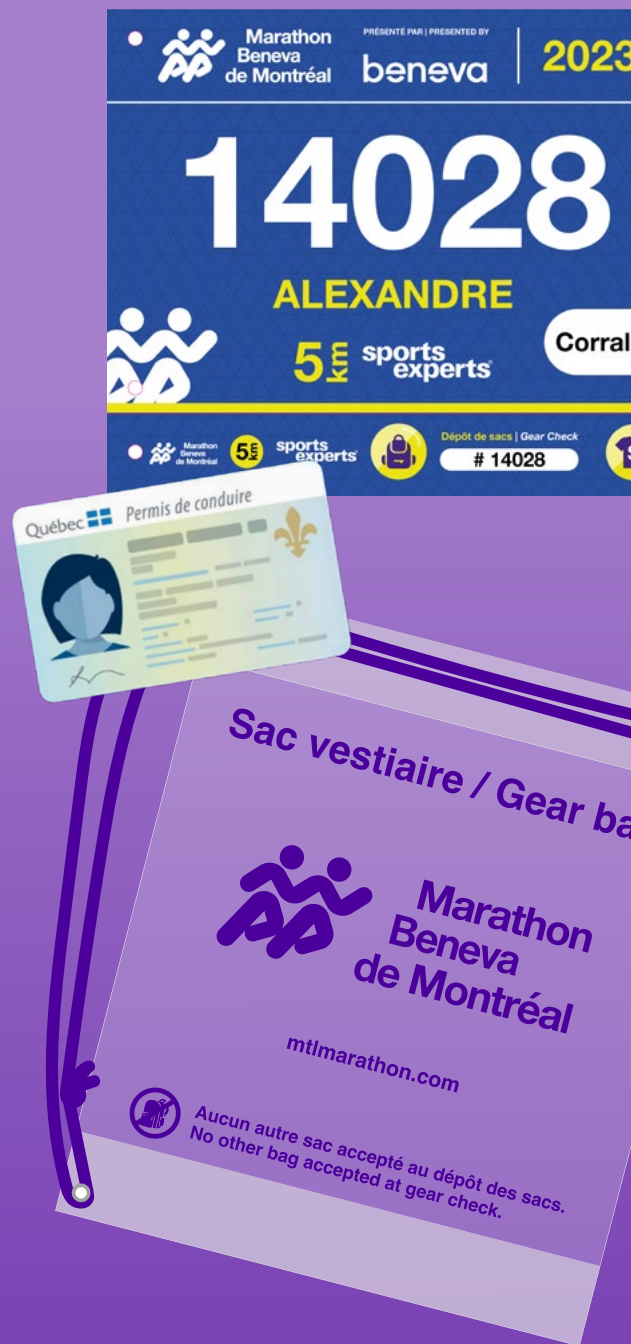 Marathon
Beneva
de Montréal
PRÉSENTÉ PAR | PRESENTED BY
beneva
2023
14028
ALEXANDRE
5 km
sports
experts
Corral
Marathon
Beneva
de Montréal
5 km
sports
experts
Dépôt de sacs | Gear Check
# 14028
Québec
Permis de conduire
Sac vestiaire / Gear ba
Marathon
Beneva
de Montréal
mtlmarathon.com
Aucun autre sac accepté au dépôt des sacs.
No other bag accepted at gear check.